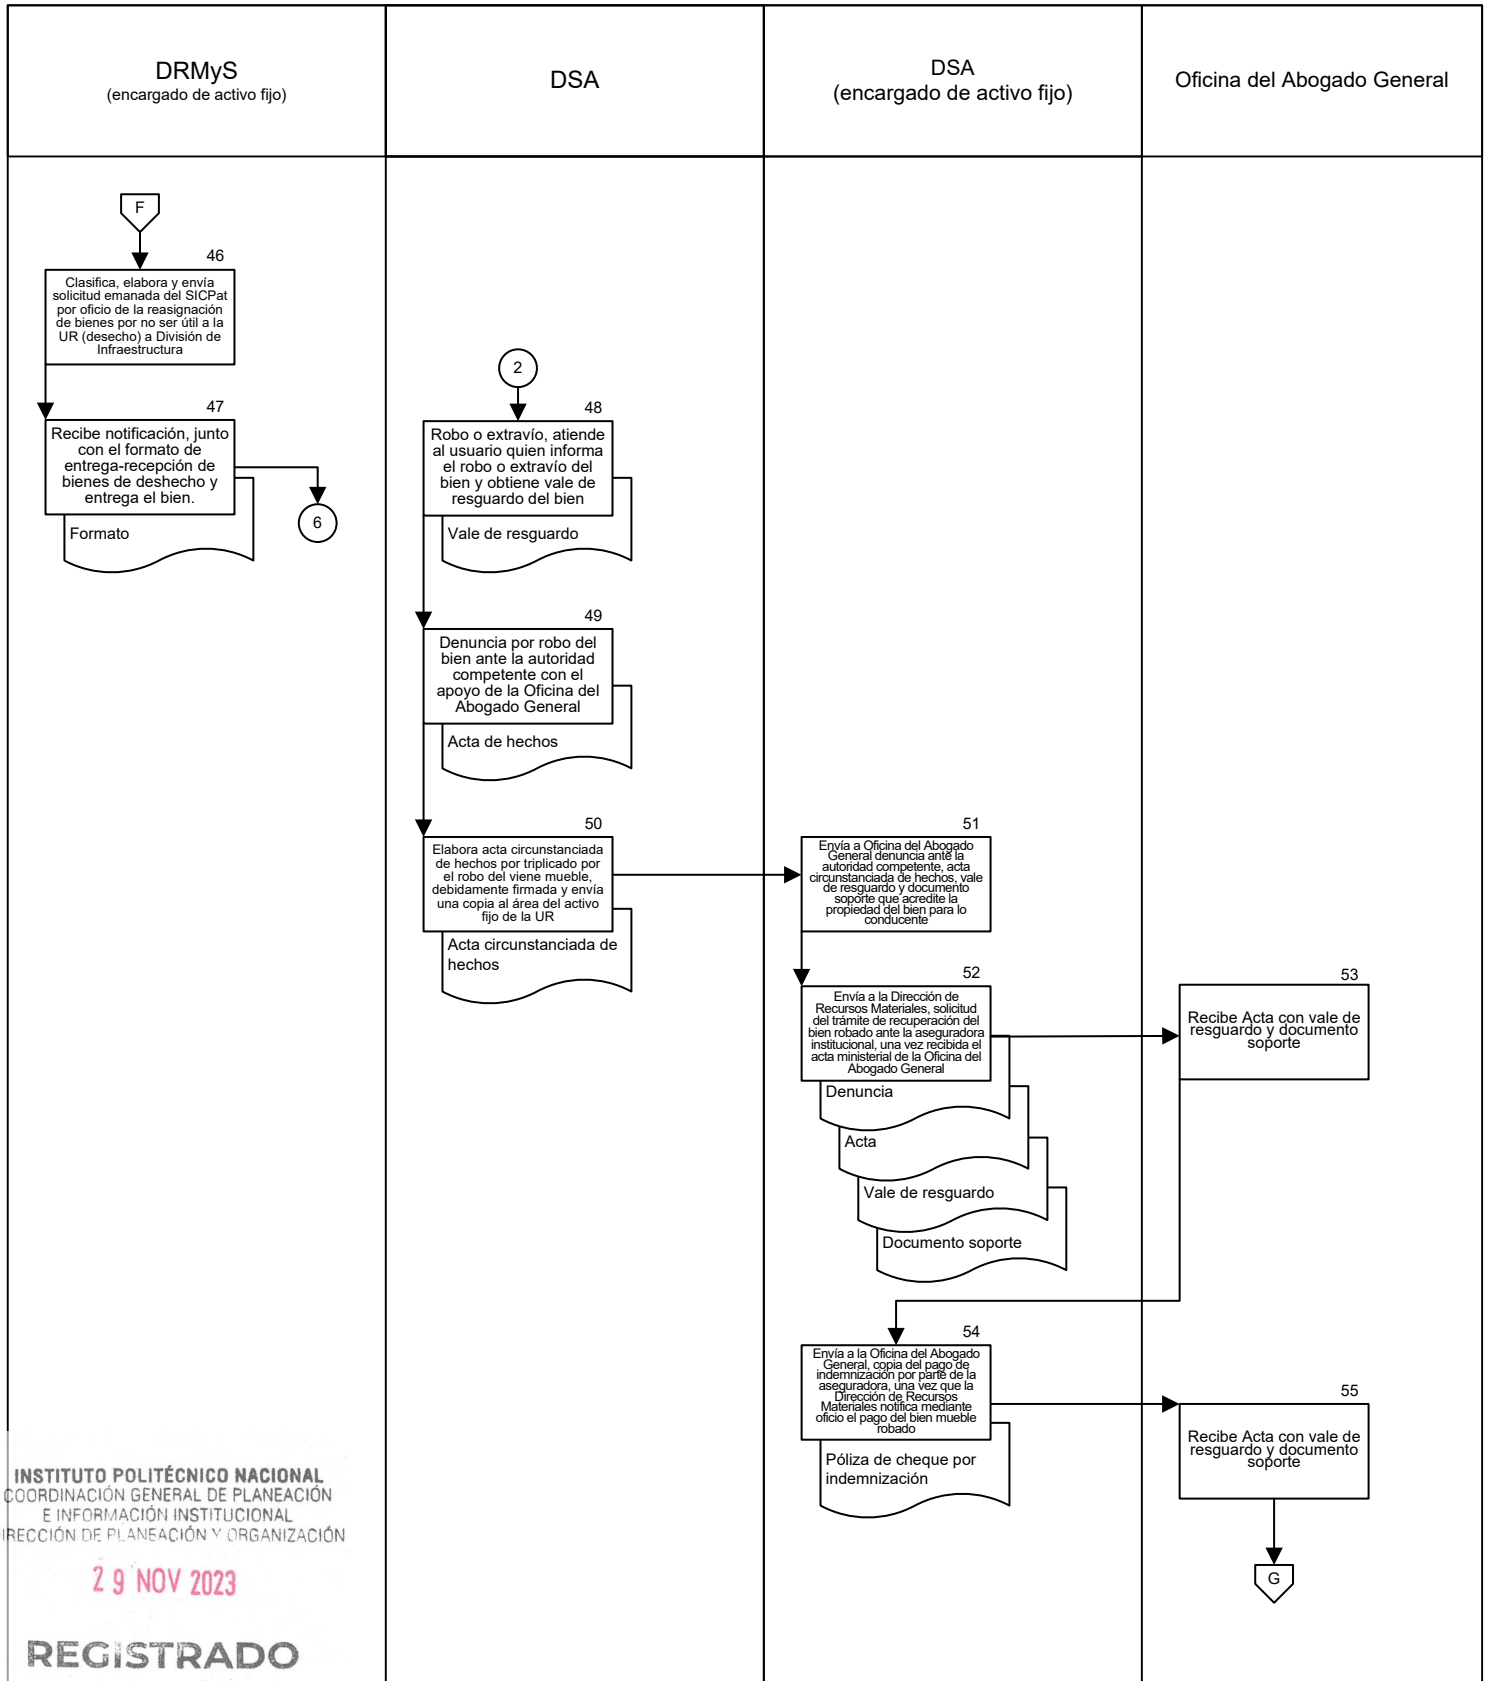 DRMyS
(encargado de activo fijo)
DSA
DSA
(encargado de activo fijo)
Oficina del Abogado General
F
46
Clasifica, elabora y envía
solicitud emanada del SICPat
por oficio de la reasignación
de bienes por no ser útil a la
UR (desecho) a División de
Infraestructura
47
Recibe notificación, junto
con el formato de
entrega-recepción de
bienes de deshecho y
entrega el bien.
Formato
6
2
48
Robo o extravío, atiende
al usuario quien informa
el robo o extravío del
bien y obtiene vale de
resguardo del bien
Vale de resguardo
49
Denuncia por robo del
bien ante la autoridad
competente con el
apoyo de la Oficina del
Abogado General
Acta de hechos
50
Elabora acta circunstanciada
de hechos por triplicado por
el robo del viene mueble,
debidamente firmada y envía
una copia al área del activo
fijo de la UR
Acta circunstanciada de
hechos
51
Envía a Oficina del Abogado
General denuncia ante la
autoridad competente, acta
circunstanciada de hechos, vale
de resguardo y documento
soporte que acredite la
propiedad del bien para lo
conducente
52
Envía a la Dirección de
Recursos Materiales, solicitud
del trámite de recuperación del
bien robado ante la aseguradora
institucional, una vez recibida el
acta ministerial de la Oficina del
Abogado General
Denuncia
Acta
Vale de resguardo
Documento soporte
53
Recibe Acta con vale de
resguardo y documento
soporte
54
Envía a la Oficina del Abogado
General, copia del pago de
indemnización por parte de la
aseguradora, una vez que la
Dirección de Recursos
Materiales notifica mediante
oficio el pago del bien mueble
robado
Póliza de cheque por
indemnización
55
Recibe Acta con vale de
resguardo y documento
soporte
G
INSTITUTO POLITÉCNICO NACIONAL
COORDINACIÓN GENERAL DE PLANEACIÓN
E INFORMACIÓN INSTITUCIONAL
IRECCIÓN DE PLANEACIÓN Y ORGANIZACIÓN
29 NOV 2023
REGISTRADO